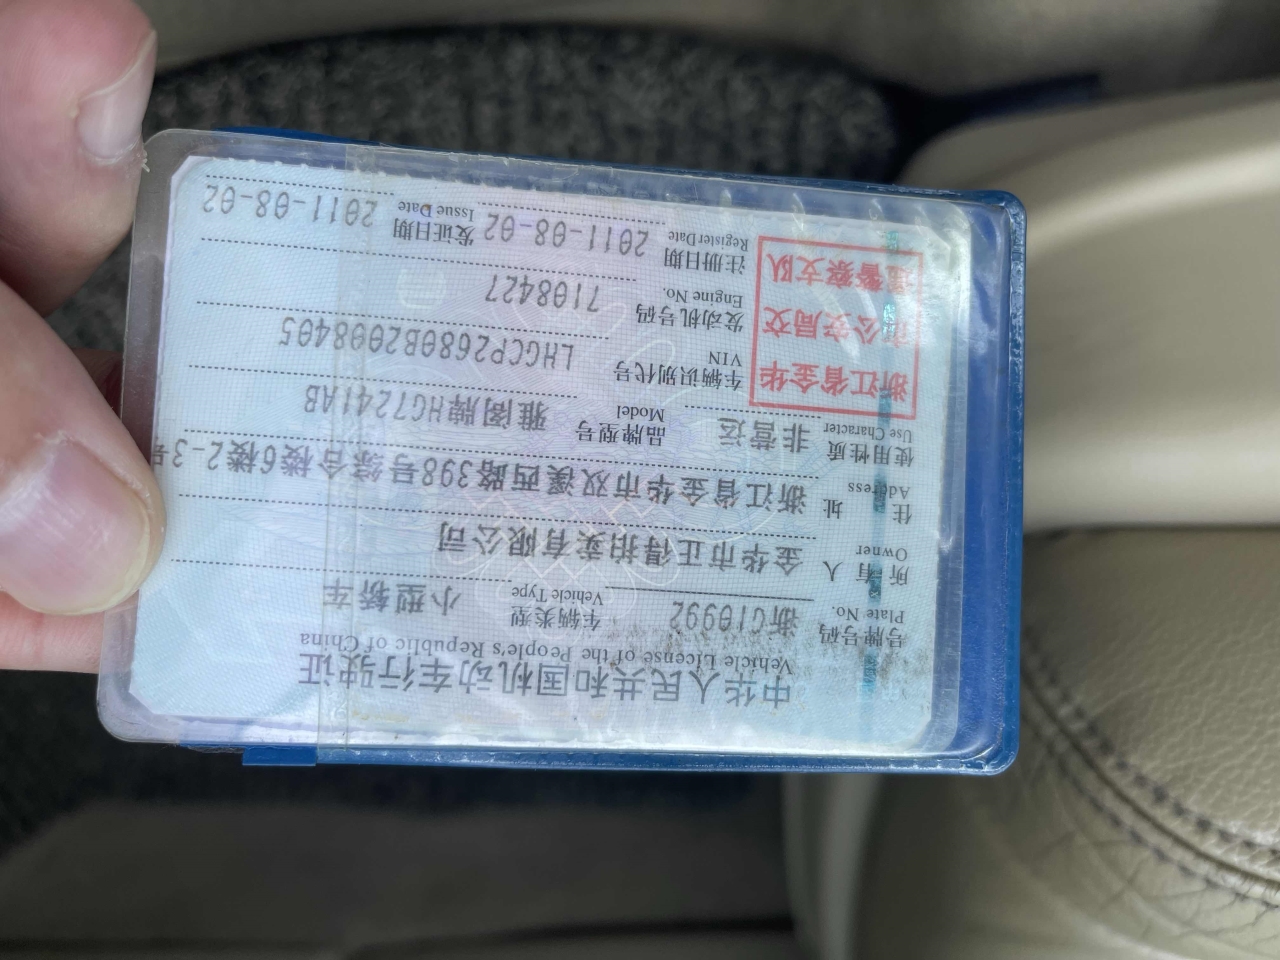 中华人民共和国机动车行驶证
Vehicle License of the People's Republic of China
号牌号码 Plate No. 浙G10992 车辆类型 Vehicle Type 小型轿车
所有人 Owner 金华市正得拍卖有限公司
住址 Address 浙江省金华市双溪西路398号综合楼6楼2-3号
使用性质 Use Character 非营运 品牌型号 Model 雅阁牌HG7241AB
浙江省金华
市公安局交
通警察支队
车辆识别代号 VIN LHGCP2680B2008405
发动机号码 Engine No. 7108427
注册日期 Register Date 2011-08-02 发证日期 Issue Date 2011-08-02